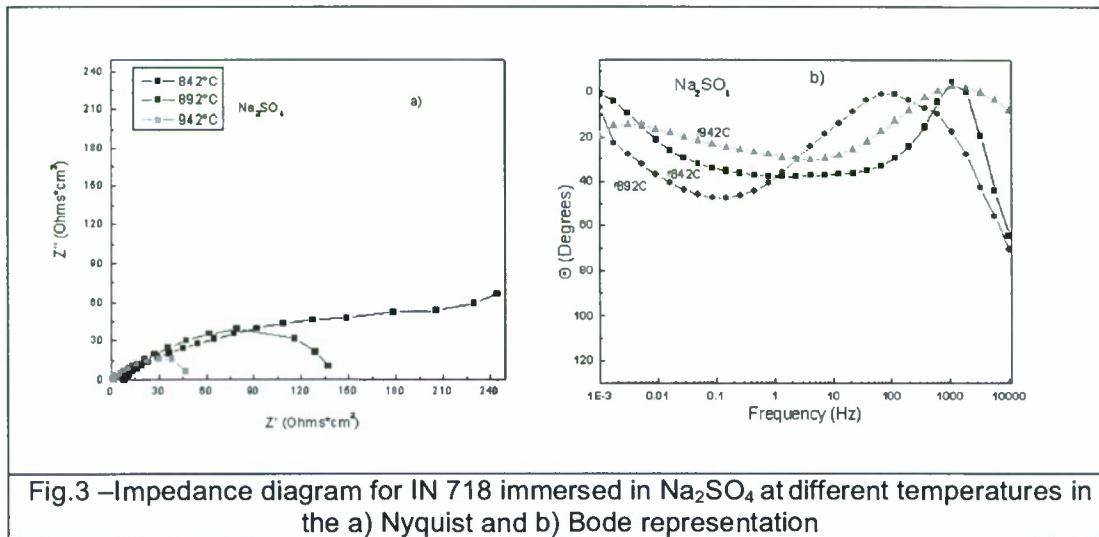 240
210
180
150
120
90
60
30
0
Z" (Ohms*cm²)
842°C
892°C
942°C
Na₂SO₄
a)
0 30 60 90 120 150 180 210 240
Z' (Ohms*cm²)
b)
Na₂SO₄
0
20
40
60
80
100
120
Θ (Degrees)
942C
842C
892C
1E-3 0.01 0.1 1 10 100 1000 10000
Frequency (Hz)
Fig.3 –Impedance diagram for IN 718 immersed in Na₂SO₄ at different temperatures in
the a) Nyquist and b) Bode representation